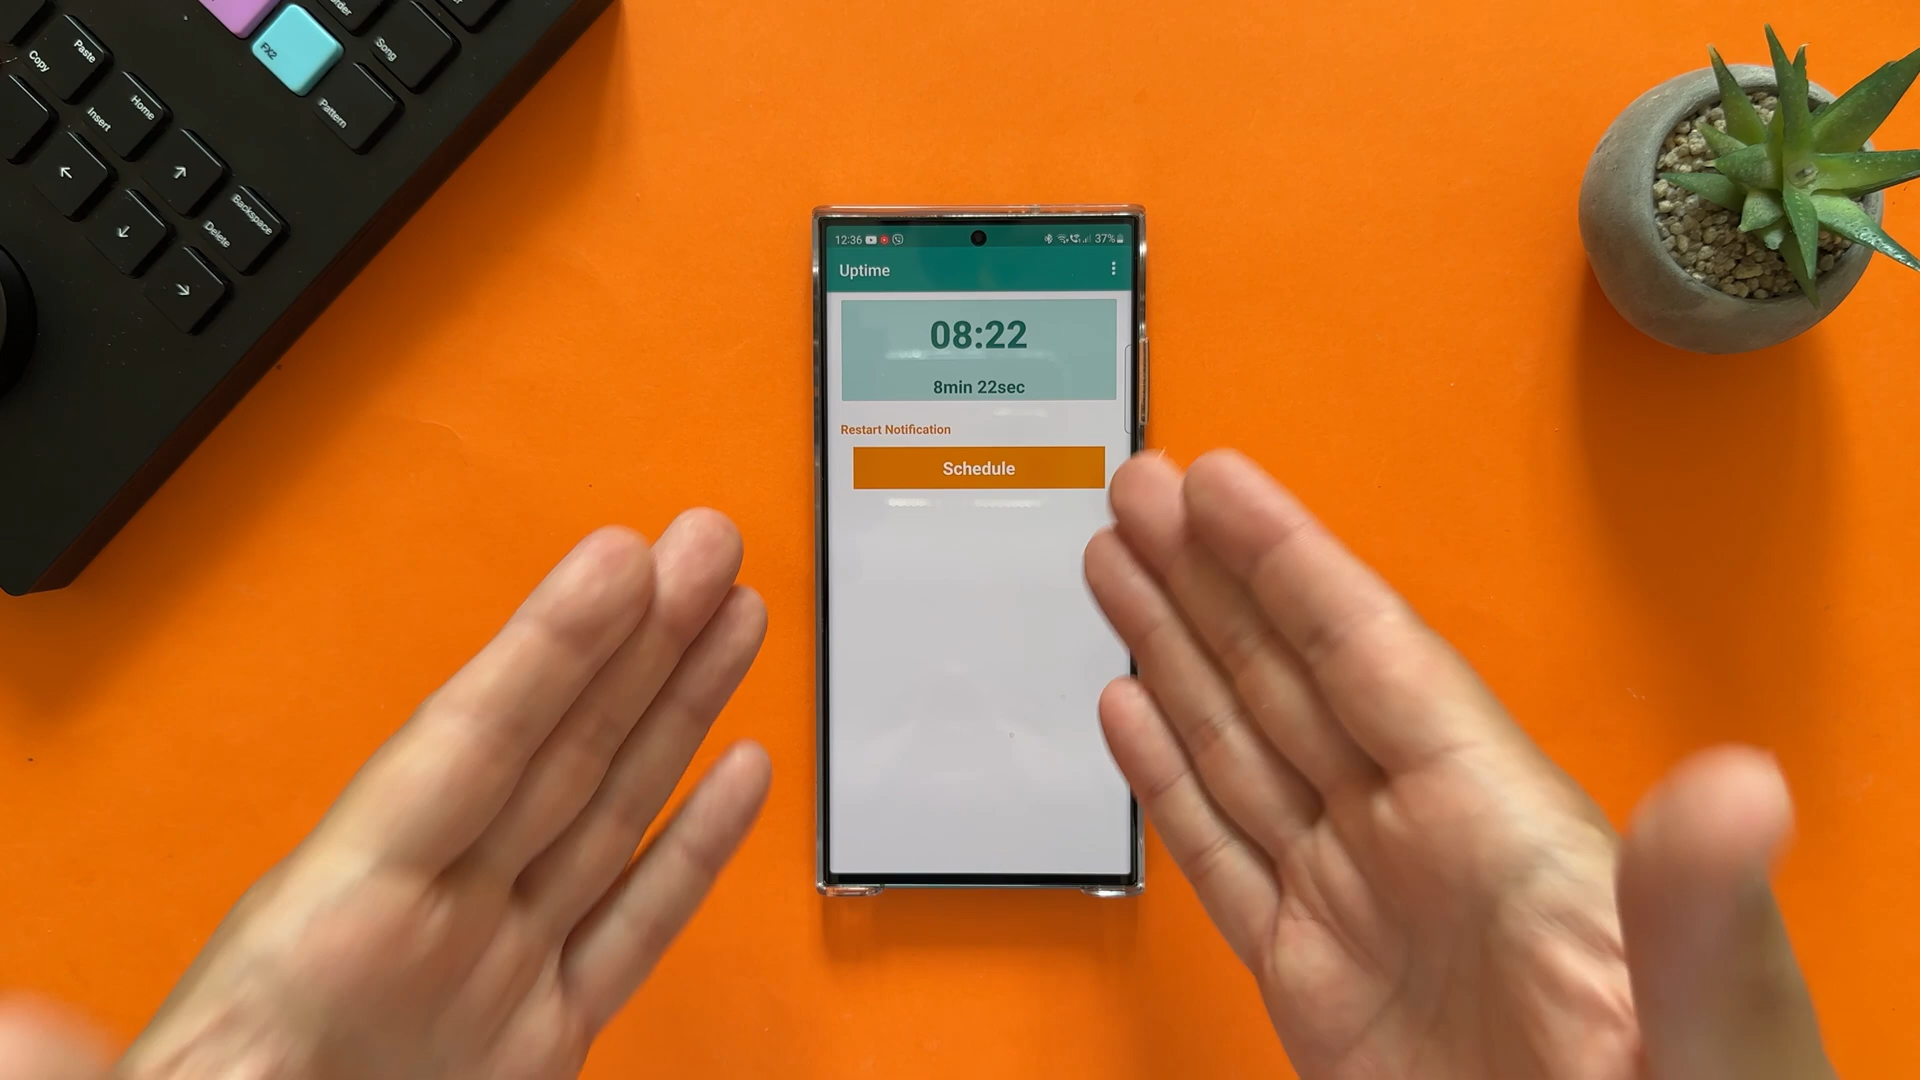 Paste
Copy
Home
Insert
Backspace
Delete
FX2
Song
Pattern
12:36
37%
Uptime
08:22
8min 22sec
Restart Notification
Schedule